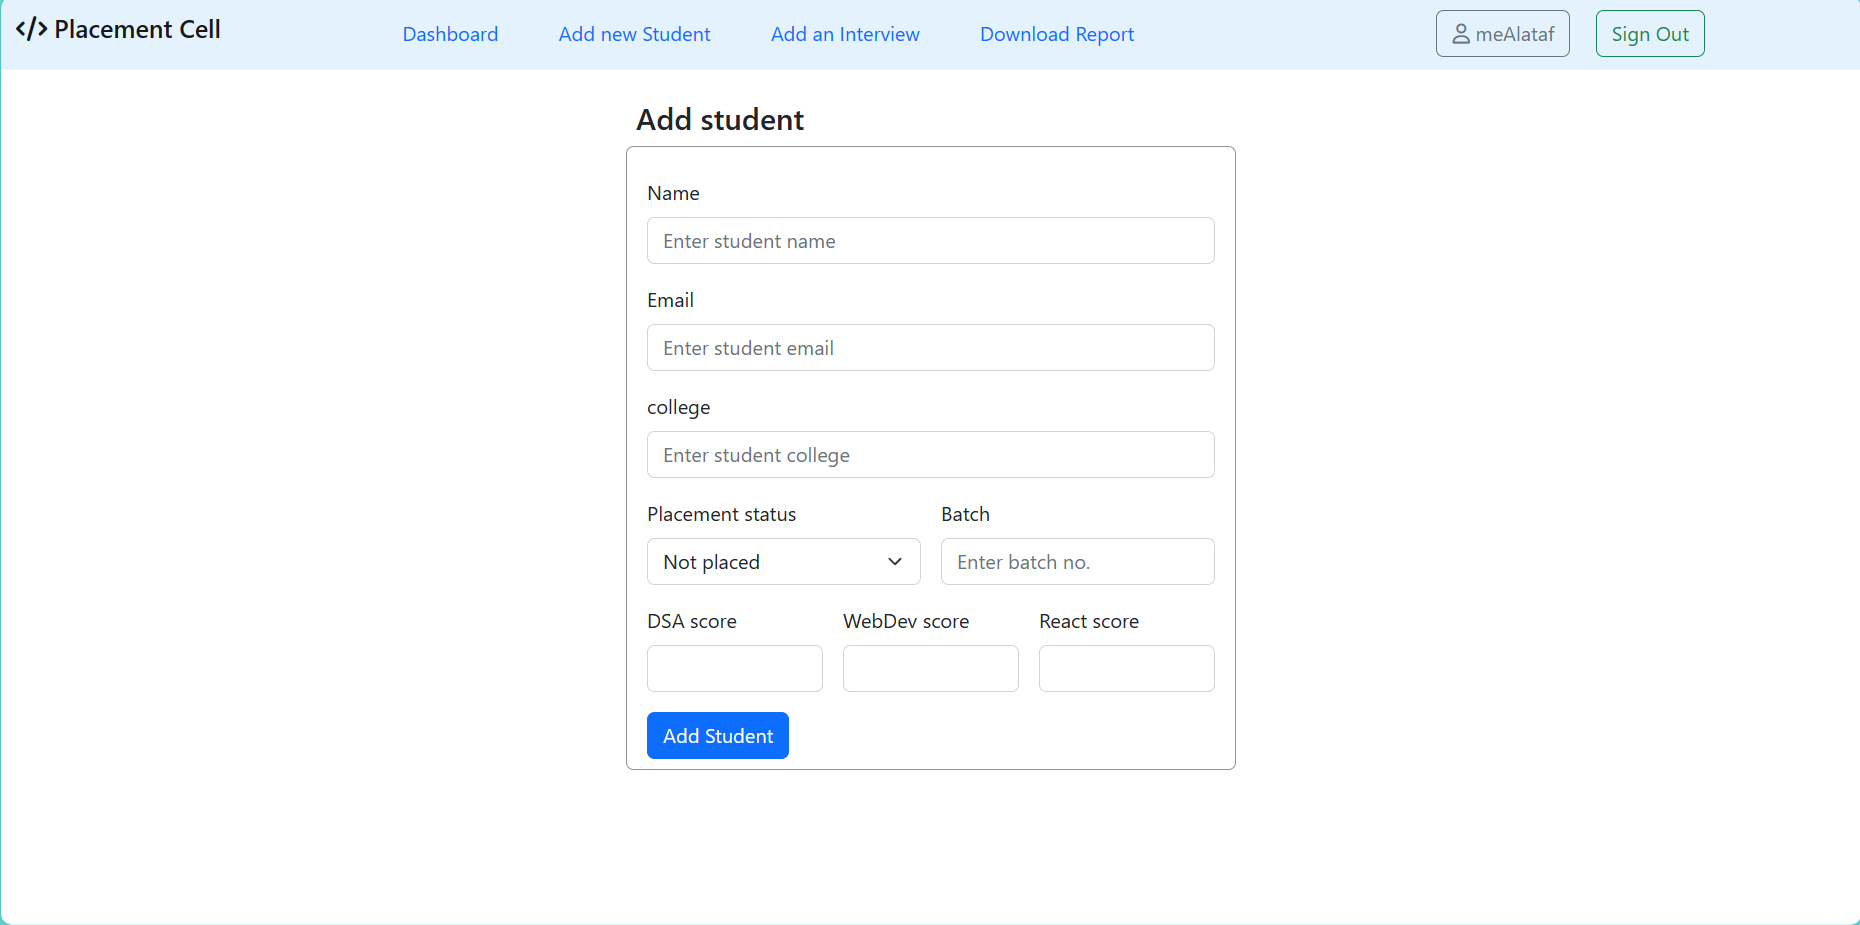 </> Placement Cell Dashboard Add new Student Add an Interview Download Report meAlataf Sign Out
Add student
Name
Enter student name
Email
Enter student email
college
Enter student college
Placement status Batch
Not placed Enter batch no.
DSA score WebDev score React score
Add Student